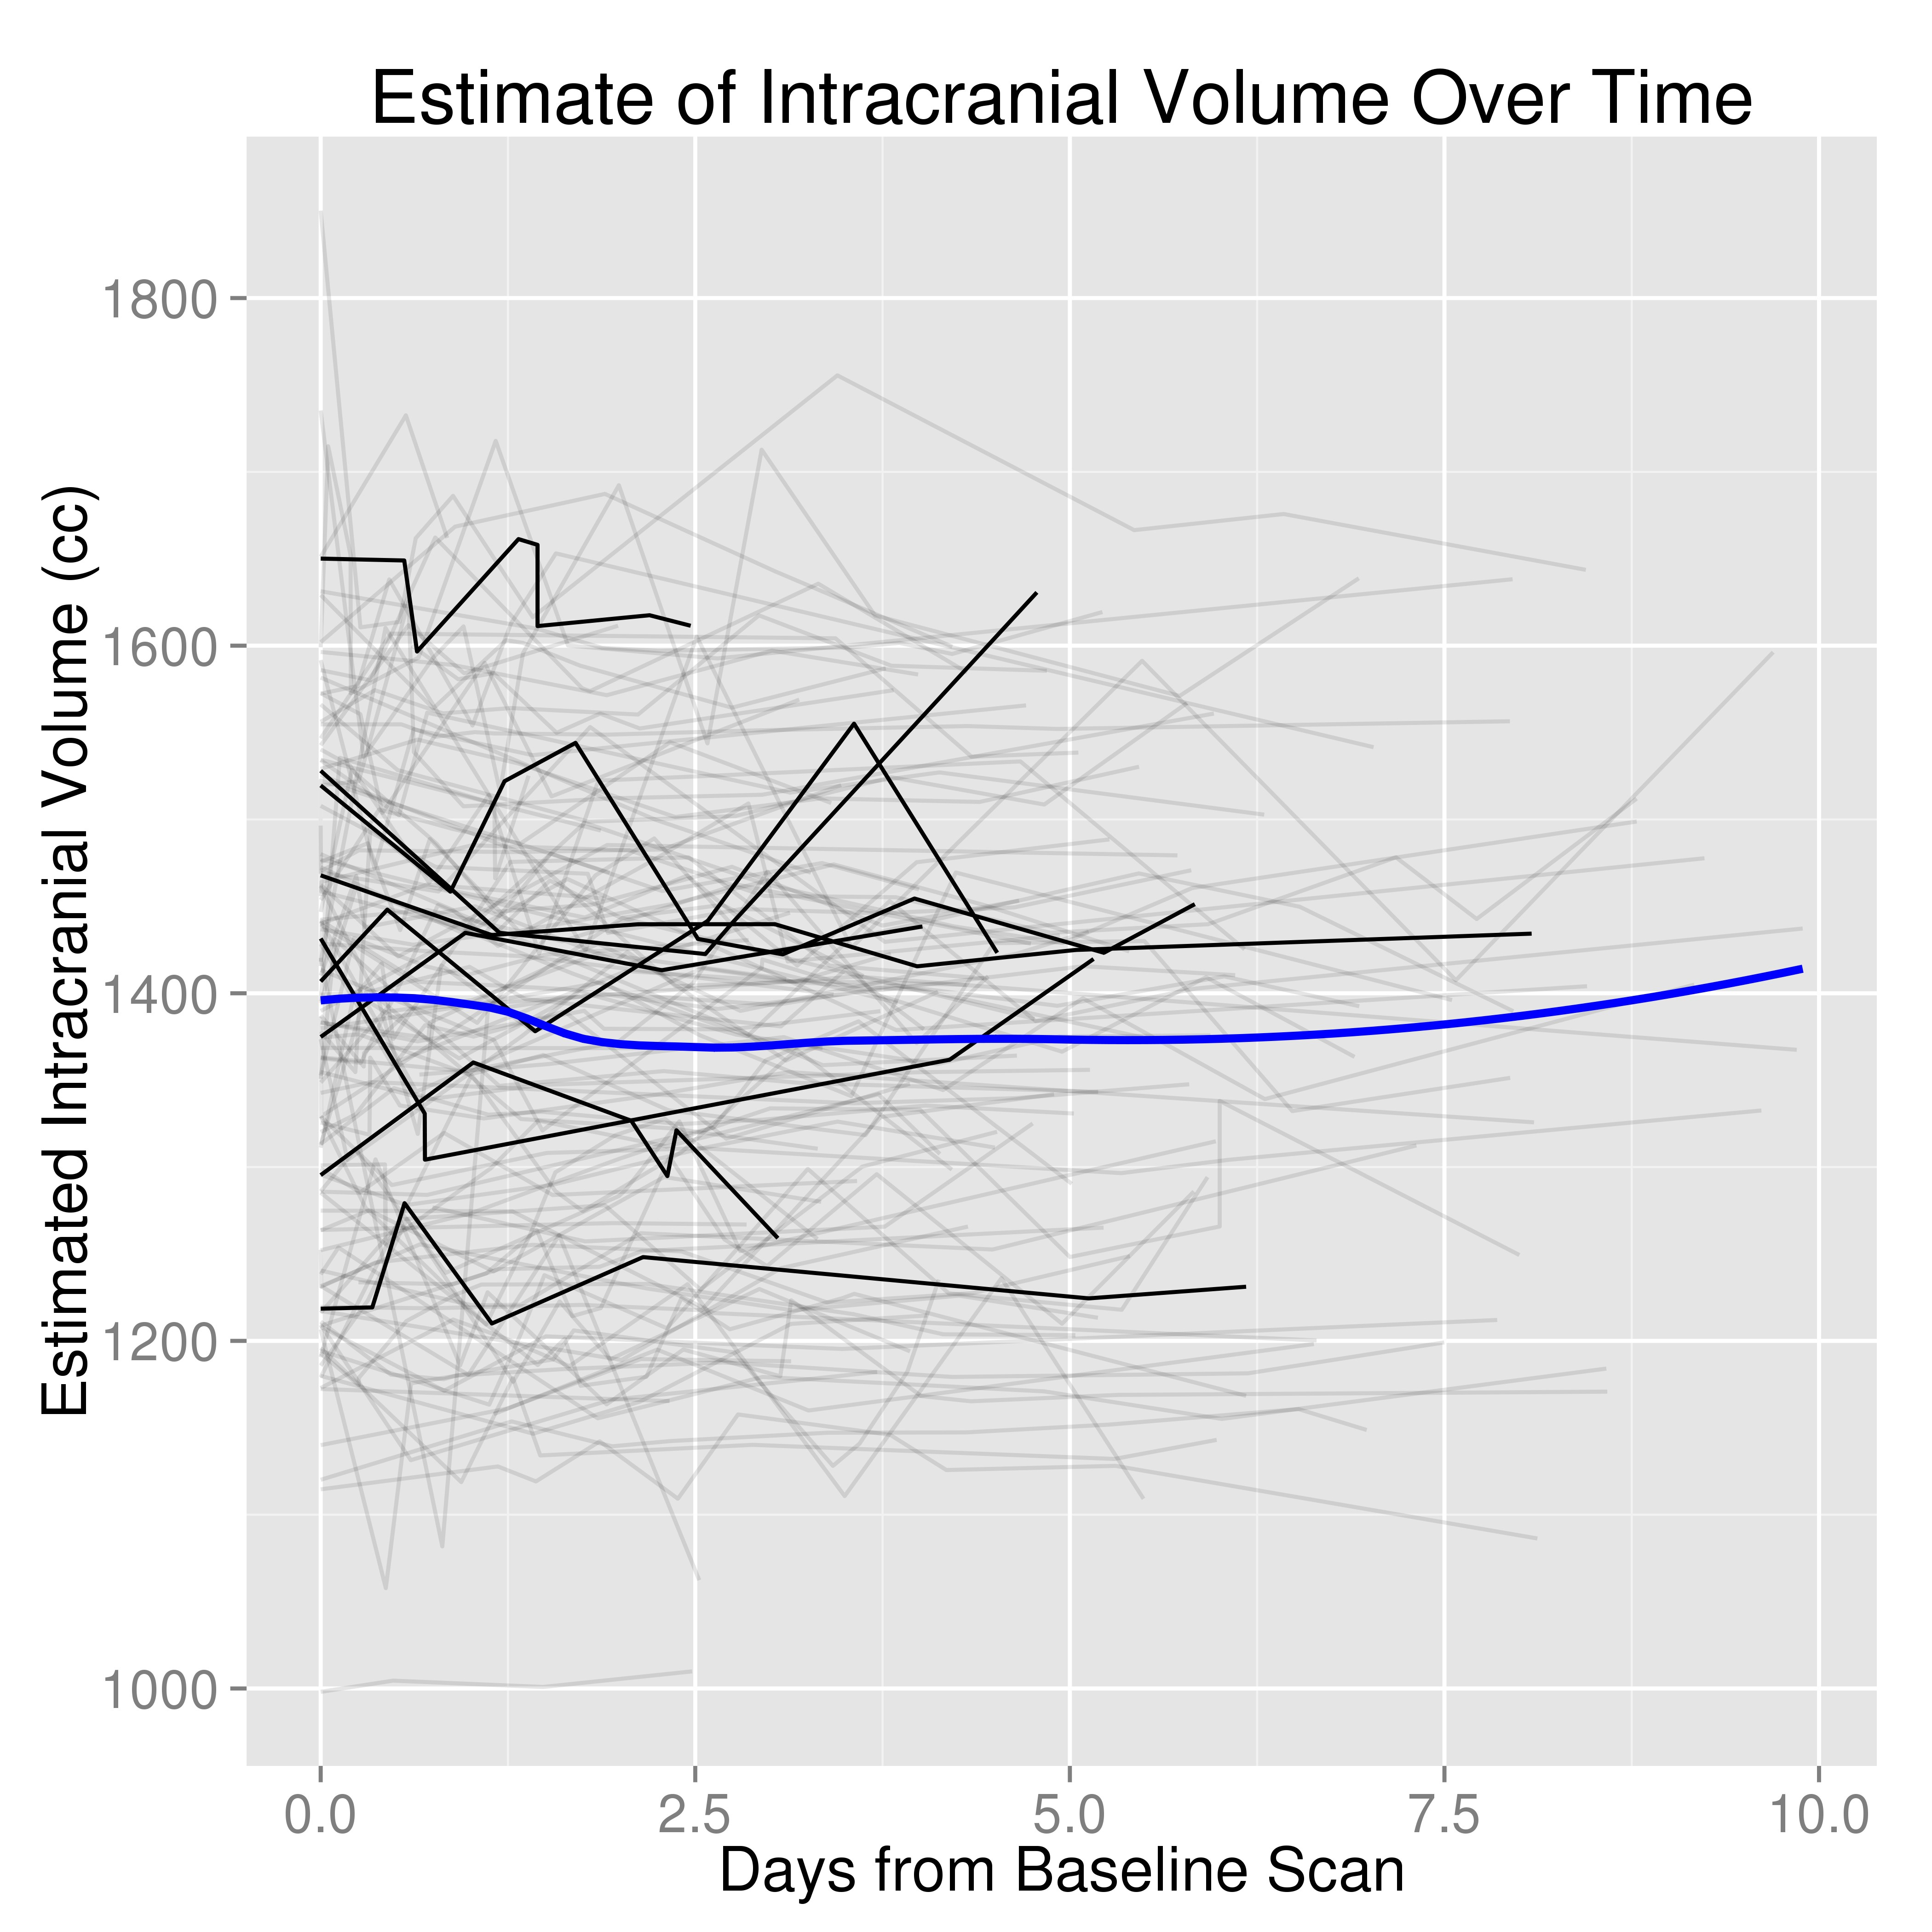 Estimate of Intracranial Volume Over Time
Estimated Intracranial Volume (cc)
1800
1600
1400
1200
1000
0.0 2.5 5.0 7.5 10.0
Days from Baseline Scan